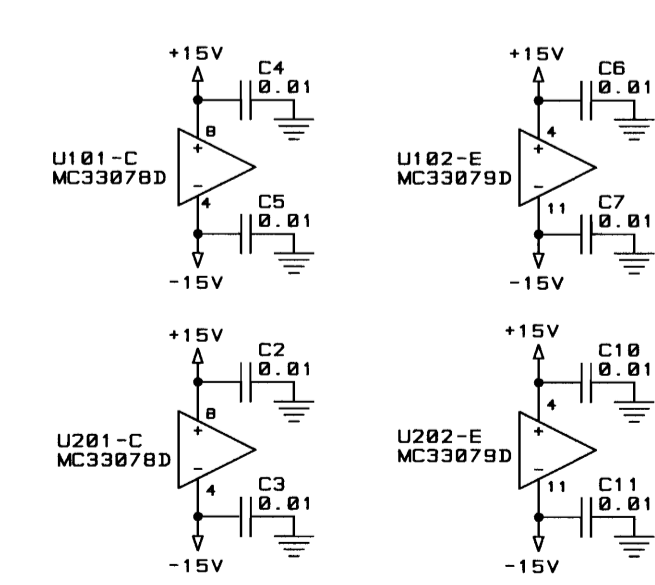 +15V
C4
0.01
8
+
U101-C
MC33078D
-
4
C5
0.01
-15V
+15V
C6
0.01
4
+
U102-E
MC33079D
-
11
C7
0.01
-15V
+15V
C2
0.01
8
+
U201-C
MC33078D
-
4
C3
0.01
-15V
+15V
C10
0.01
4
+
U202-E
MC33079D
-
11
C11
0.01
-15V